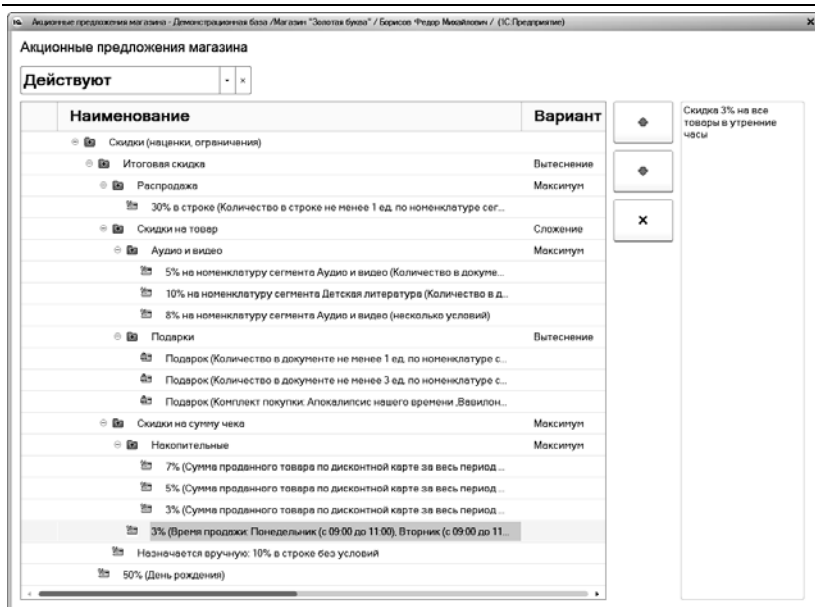 Акционные предложения магазина - Демонстрационная база /Магазин "Золотая буква" / Борисов Федор Михайлович / (1С:Предприятие)
Акционные предложения магазина
Действуют
Наименование Вариант
Скидки (наценки, ограничения)
Итоговая скидка Вытеснение
Распродажа Максимум
30% в строке (Количество в строке не менее 1 ед. по номенклатуре сег...
Скидки на товар Сложение
Аудио и видео Максимум
5% на номенклатуру сегмента Аудио и видео (Количество в докуме...
10% на номенклатуру сегмента Детская литература (Количество в д...
8% на номенклатуру сегмента Аудио и видео (несколько условий)
Подарки Вытеснение
Подарок (Количество в документе не менее 1 ед. по номенклатуре с...
Подарок (Количество в документе не менее 3 ед. по номенклатуре с...
Подарок (Комплект покупки: Апокалипсис нашего времени ,Вавилон...
Скидки на сумму чека Максимум
Накопительные Максимум
7% (Сумма проданного товара по дисконтной карте за весь период ...
5% (Сумма проданного товара по дисконтной карте за весь период ...
3% (Сумма проданного товара по дисконтной карте за весь период ...
3% (Время продажи: Понедельник (с 09:00 до 11:00), Вторник (с 09:00 до 11...
Назначается вручную: 10% в строке без условий
50% (День рождения)
Скидка 3% на все
товары в утренние
часы